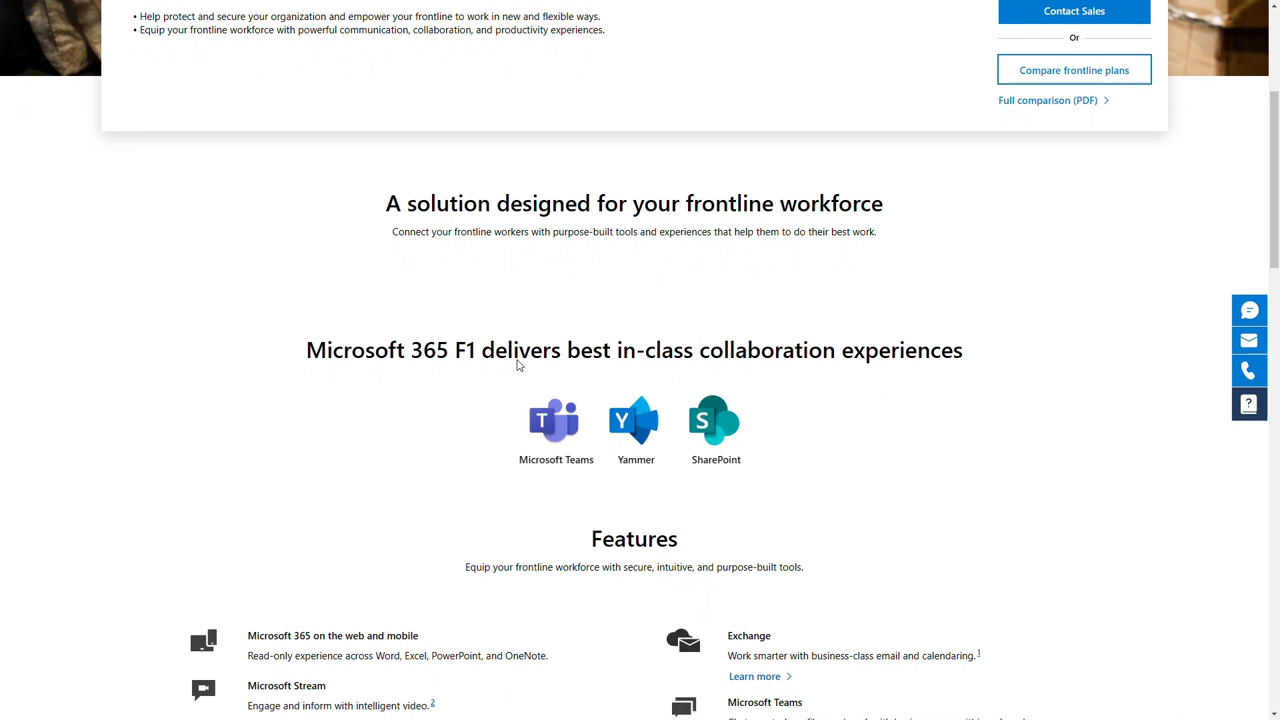 • Help protect and secure your organization and empower your frontline to work in new and flexible ways.
• Equip your frontline workforce with powerful communication, collaboration, and productivity experiences.
Contact Sales
Or
Compare frontline plans
Full comparison (PDF) >
A solution designed for your frontline workforce
Connect your frontline workers with purpose-built tools and experiences that help them to do their best work.
Microsoft 365 F1 delivers best in-class collaboration experiences
T
Y
S
Microsoft Teams
Yammer
SharePoint
Features
Equip your frontline workforce with secure, intuitive, and purpose-built tools.
Microsoft 365 on the web and mobile
Read-only experience across Word, Excel, PowerPoint, and OneNote.
Exchange
Work smarter with business-class email and calendaring.1
Learn more >
Microsoft Stream
Engage and inform with intelligent video.2
Microsoft Teams